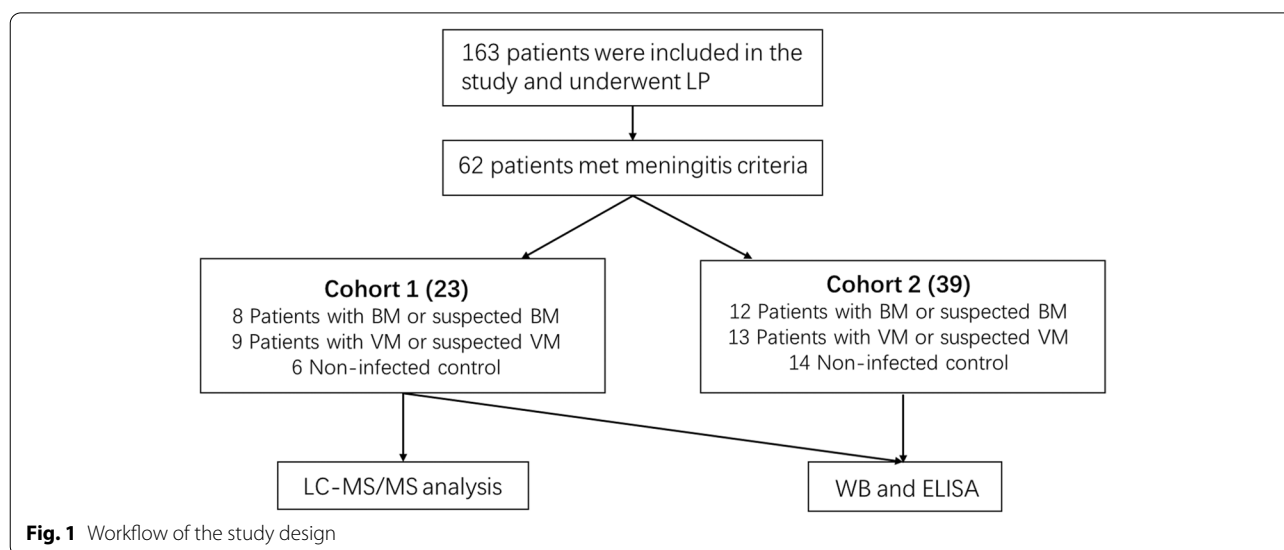 163 patients were included in the
study and underwent LP
62 patients met meningitis criteria
Cohort 1 (23)
8 Patients with BM or suspected BM
9 Patients with VM or suspected VM
6 Non-infected control
Cohort 2 (39)
12 Patients with BM or suspected BM
13 Patients with VM or suspected VM
14 Non-infected control
LC-MS/MS analysis
WB and ELISA
Fig. 1 Workflow of the study design